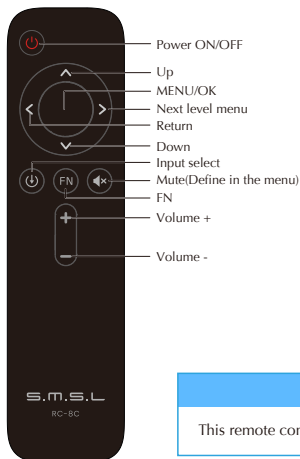 Power ON/OFF
Up
MENU/OK
Next level menu
Return
Down
Input select
Mute(Define in the menu)
FN
FN
Volume +
Volume -
S.M.S.L
RC-8C
This remote con